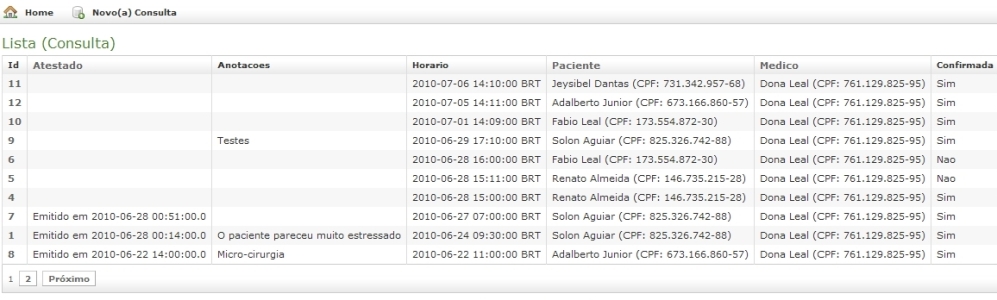 Home Novo(a) Consulta
Lista (Consulta)
Id Atestado Anotacoes Horario Paciente Medico Confirmada
11 2010-07-06 14:10:00 BRT Jeysibel Dantas (CPF: 731.342.957-68) Dona Leal (CPF: 761.129.825-95) Sim
12 2010-07-05 14:11:00 BRT Adalberto Junior (CPF: 673.166.860-57) Dona Leal (CPF: 761.129.825-95) Sim
10 2010-07-01 14:09:00 BRT Fabio Leal (CPF: 173.554.872-30) Dona Leal (CPF: 761.129.825-95) Sim
9 Testes 2010-06-29 17:10:00 BRT Solon Aguiar (CPF: 825.326.742-88) Dona Leal (CPF: 761.129.825-95) Sim
6 2010-06-28 16:00:00 BRT Fabio Leal (CPF: 173.554.872-30) Dona Leal (CPF: 761.129.825-95) Nao
5 2010-06-28 15:11:00 BRT Renato Almeida (CPF: 146.735.215-28) Dona Leal (CPF: 761.129.825-95) Nao
4 2010-06-28 15:00:00 BRT Renato Almeida (CPF: 146.735.215-28) Dona Leal (CPF: 761.129.825-95) Sim
7 Emitido em 2010-06-28 00:51:00.0 2010-06-27 07:00:00 BRT Solon Aguiar (CPF: 825.326.742-88) Dona Leal (CPF: 761.129.825-95) Sim
1 Emitido em 2010-06-28 00:14:00.0 O paciente pareceu muito estressado 2010-06-24 09:30:00 BRT Solon Aguiar (CPF: 825.326.742-88) Dona Leal (CPF: 761.129.825-95) Sim
8 Emitido em 2010-06-22 14:00:00.0 Micro-cirurgia 2010-06-22 11:00:00 BRT Adalberto Junior (CPF: 673.166.860-57) Dona Leal (CPF: 761.129.825-95) Sim
1 2 Próximo